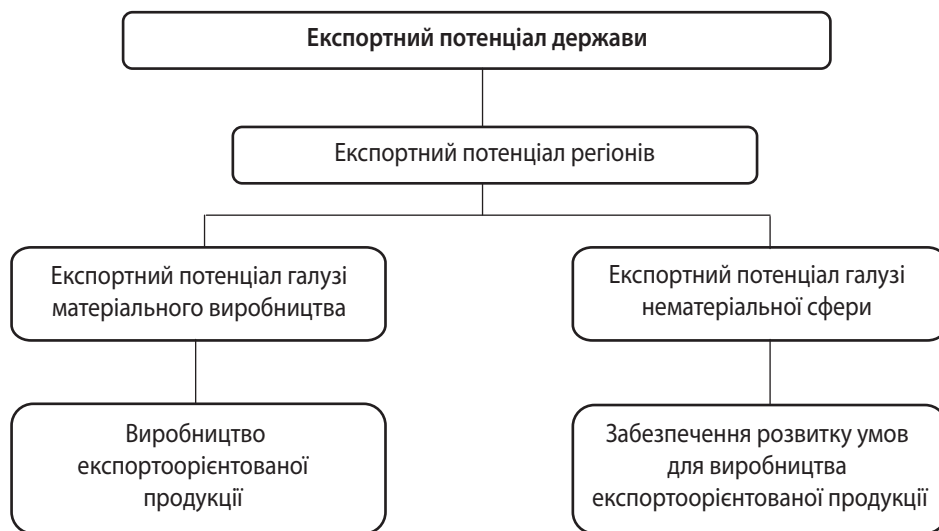 Експортний потенціал держави
Експортний потенціал регіонів
Експортний потенціал галузі
матеріального виробництва
Експортний потенціал галузі
нематеріальної сфери
Виробництво
експортоорієнтованої
продукції
Забезпечення розвитку умов
для виробництва
експортоорієнтованої продукції